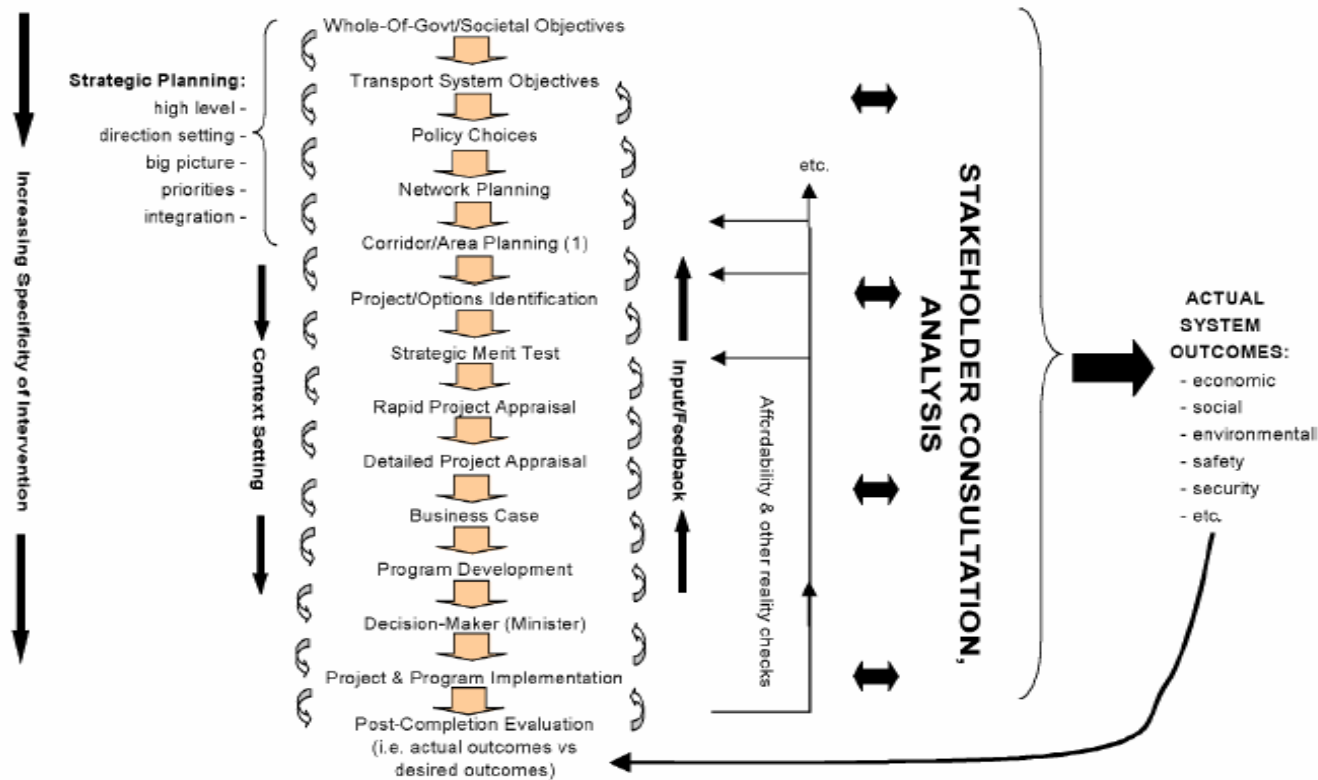 Whole-Of-Govt/Societal Objectives
Strategic Planning:
high level -
direction setting -
big picture -
priorities -
integration -
Increasing Specificity of Intervention
Context Setting
Transport System Objectives
Policy Choices
Network Planning
Corridor/Area Planning (1)
Project/Options Identification
Strategic Merit Test
Rapid Project Appraisal
Detailed Project Appraisal
Business Case
Program Development
Decision-Maker (Minister)
Project & Program Implementation
Post-Completion Evaluation
(i.e. actual outcomes vs
desired outcomes)
Input/Feedback
etc.
Affordability & other reality checks
STAKEHOLDER CONSULTATION,
ANALYSIS
ACTUAL
SYSTEM
OUTCOMES:
- economic
- social
- environmentall
- safety
- security
- etc.